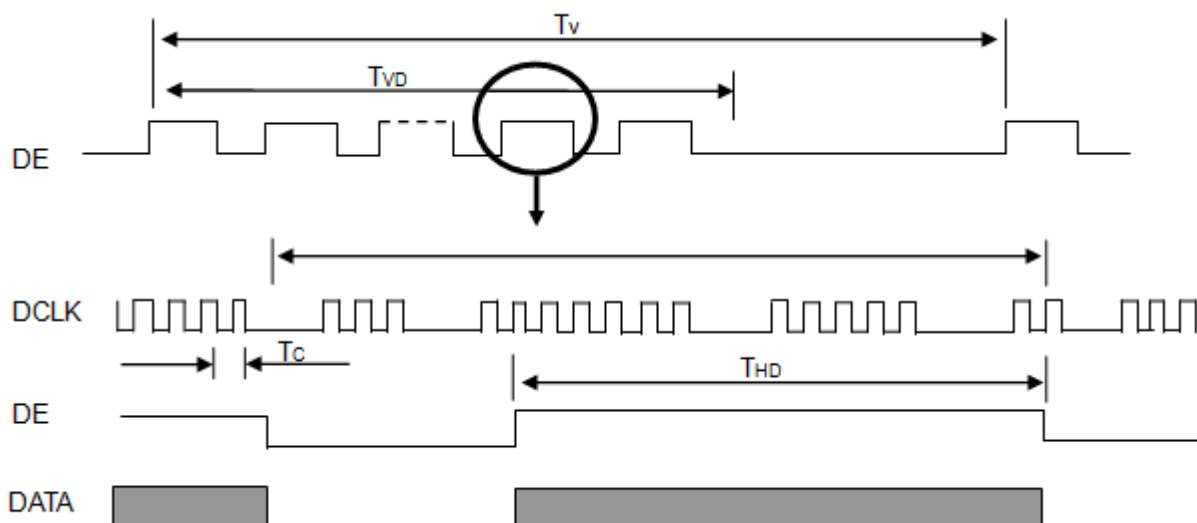 Tv
TVD
DE
DCLK
TC
THD
DE
DATA